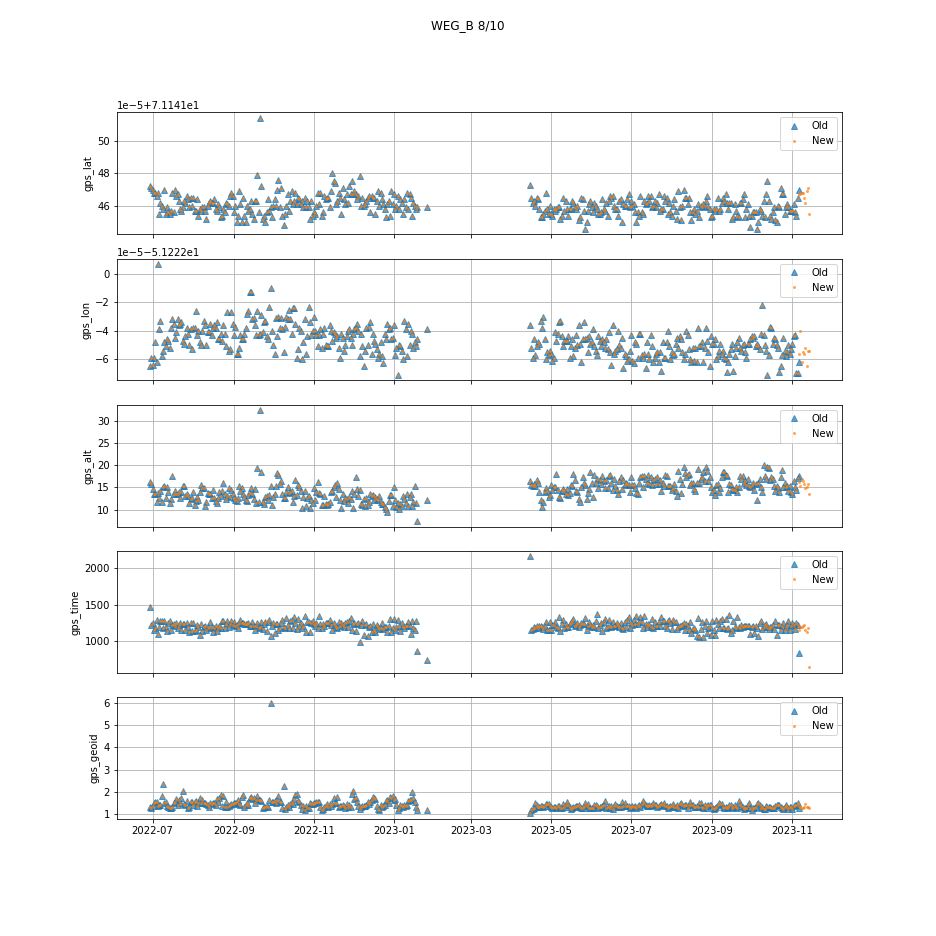 WEG_B 8/10
1e−5+7.1141e1
50
48
46
gps_lat
Old
New
1e−5−5.1222e1
0
−2
−4
−6
gps_lon
Old
New
30
25
20
15
10
gps_alt
Old
New
2000
1500
1000
gps_time
Old
New
6
5
4
3
2
1
gps_geoid
Old
New
2022-07 2022-09 2022-11 2023-01 2023-03 2023-05 2023-07 2023-09 2023-11